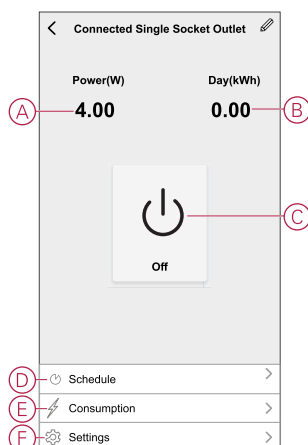 Connected Single Socket Outlet
Power(W) Day(kWh)
A 4.00 0.00 B
C
Off
D Schedule
E Consumption
F Settings